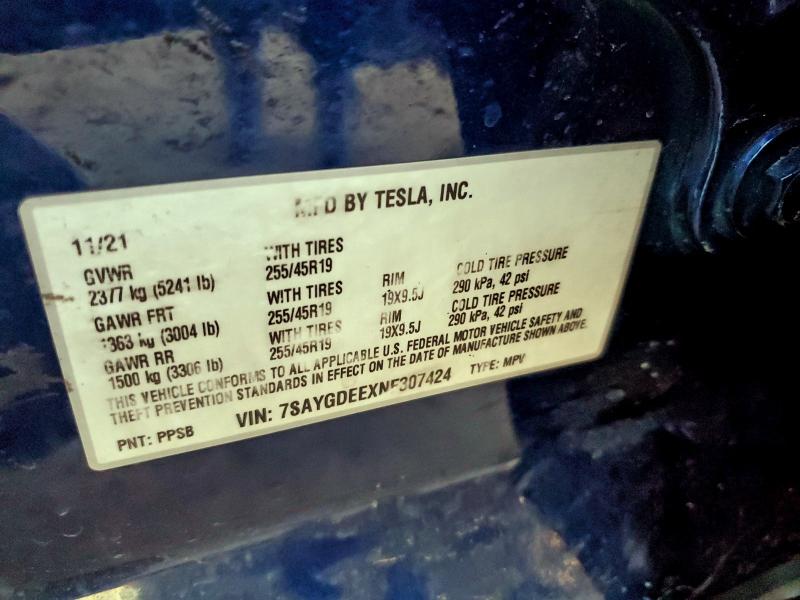 MFD BY TESLA, INC.
11/21
GVWR WITH TIRES
2377 kg (5241 lb) 255/45R19
GAWR FRT WITH TIRES RIM COLD TIRE PRESSURE
1363 kg (3004 lb) 255/45R19 19X9.5J 290 kPa, 42 psi
GAWR RR WITH TIRES RIM COLD TIRE PRESSURE
1500 kg (3306 lb) 255/45R19 19X9.5J 290 kPa, 42 psi
THIS VEHICLE CONFORMS TO ALL APPLICABLE U.S. FEDERAL MOTOR VEHICLE SAFETY AND
THEFT PREVENTION STANDARDS IN EFFECT ON THE DATE OF MANUFACTURE SHOWN ABOVE.
PNT: PPSB VIN: 7SAYGDEEXNF307424 TYPE: MPV